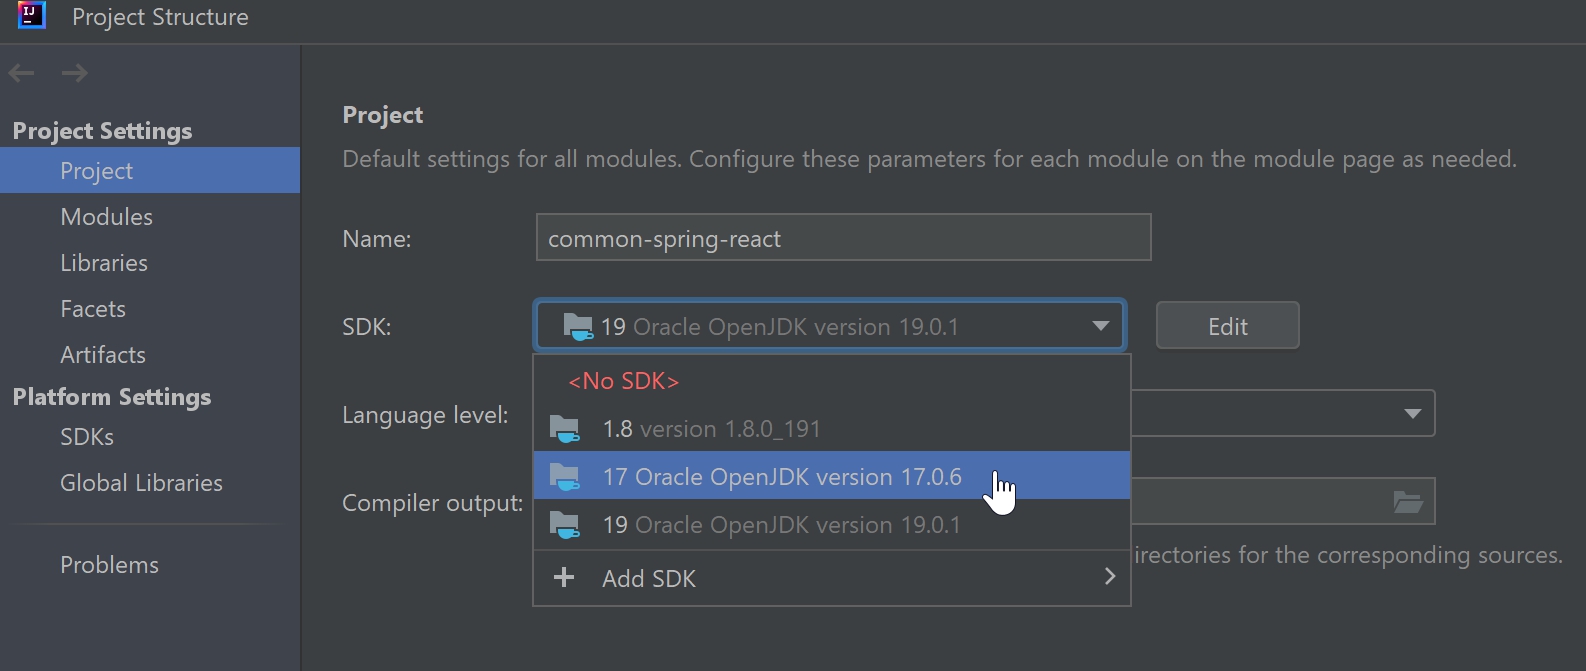 IJ
Project Structure
Project Settings
Project
Modules
Libraries
Facets
Artifacts
Platform Settings
SDKs
Global Libraries
Problems
Project
Default settings for all modules. Configure these parameters for each module on the module page as needed.
Name: common-spring-react
SDK: 19 Oracle OpenJDK version 19.0.1 Edit
<No SDK>
Language level:
1.8 version 1.8.0_191
17 Oracle OpenJDK version 17.0.6
Compiler output:
19 Oracle OpenJDK version 19.0.1
irectories for the corresponding sources.
+ Add SDK >